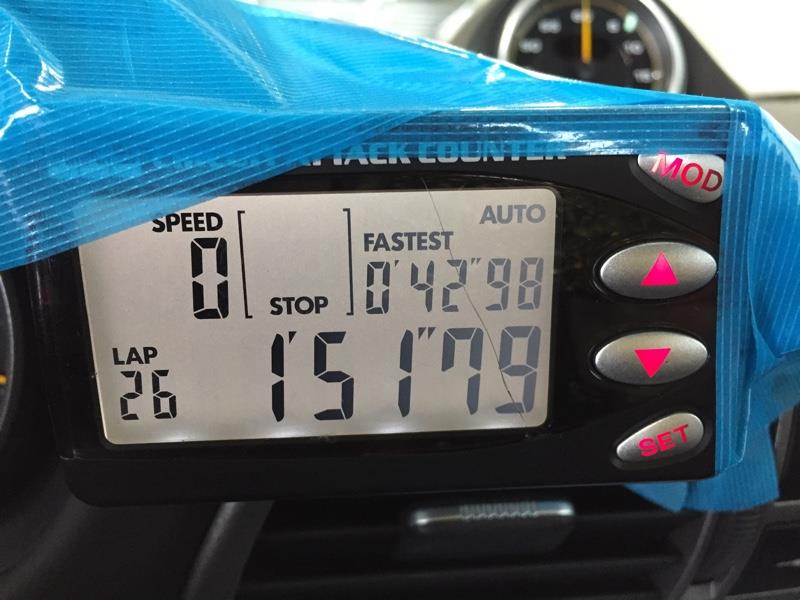 ATTACK COUNTER
MOD
SPEED
AUTO
FASTEST
0
0'42"98
STOP
LAP
26
1'51"79
SET